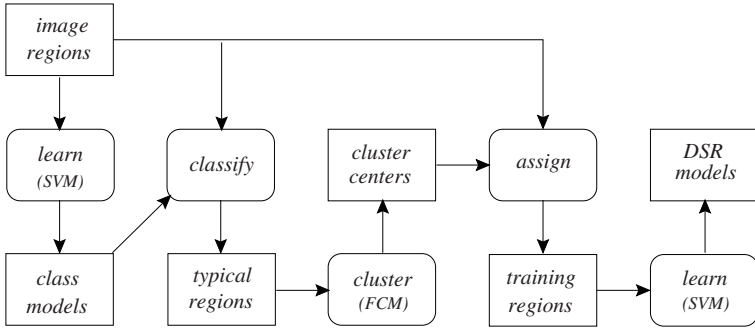 image
regions
learn
(SVM)
classify
cluster
centers
assign
DSR
models
class
models
typical
regions
cluster
(FCM)
training
regions
learn
(SVM)